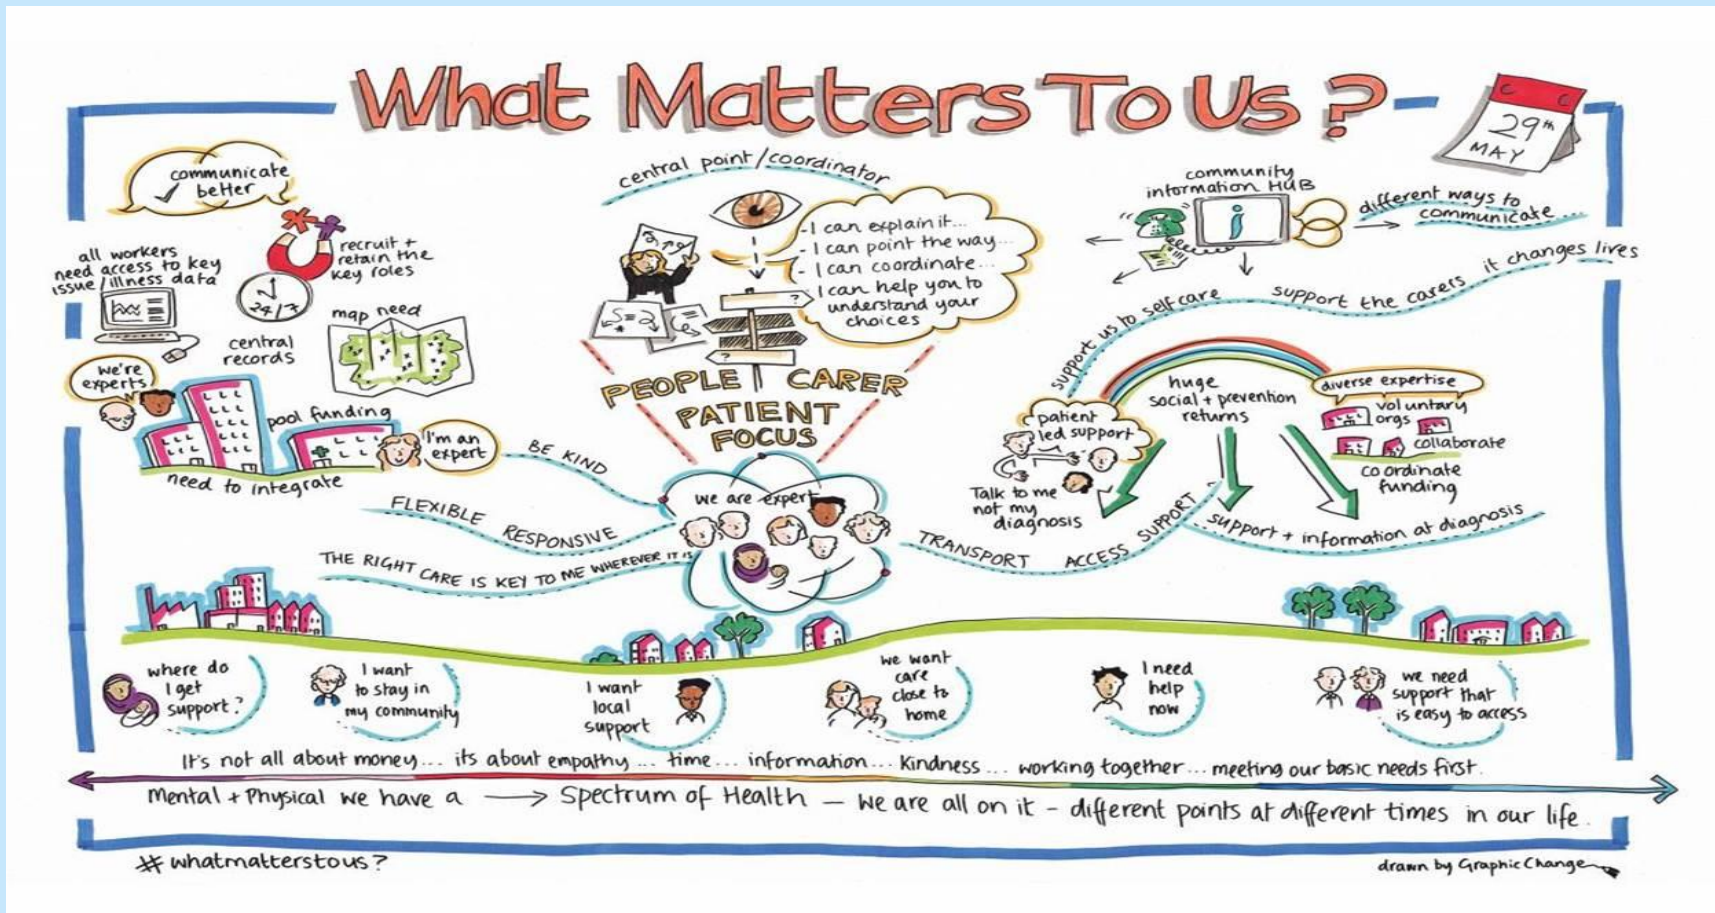 What Matters To Us?
29th
MAY
communicate
better
all workers
need access to key
issue/illness data
recruit +
retain the
key roles
24/7
central
records
map need
we're
experts
pool funding
I'm an
expert
need to integrate
central point/coordinator
- I can explain it...
- I can point the way...
- I can coordinate...
- I can help you to
understand your
choices
?
?
PEOPLE CARER
PATIENT
FOCUS
community
information HUB
i
different ways to
communicate...
support us to self care
support the carers
it changes lives
huge
social + prevention
returns
diverse expertise
voluntary
orgs
collaborate
coordinate
funding
patient
led support
Talk to me
not my
diagnosis
BE KIND
FLEXIBLE RESPONSIVE
THE RIGHT CARE IS KEY TO ME WHEREVER IT IS
we are expert
TRANSPORT ACCESS SUPPORT
support + information at diagnosis
where do
I get
support?
I want
to stay in
my community
I want
local
support
we want
care
close to
home
I need
help
now
we need
support that
is easy to access
It's not all about money... its about empathy... time... information... Kindness... working together... meeting our basic needs first.
Mental + Physical we have a → Spectrum of Health – we are all on it – different points at different times in our life.
#whatmatterstous?
drawn by Graphic Change